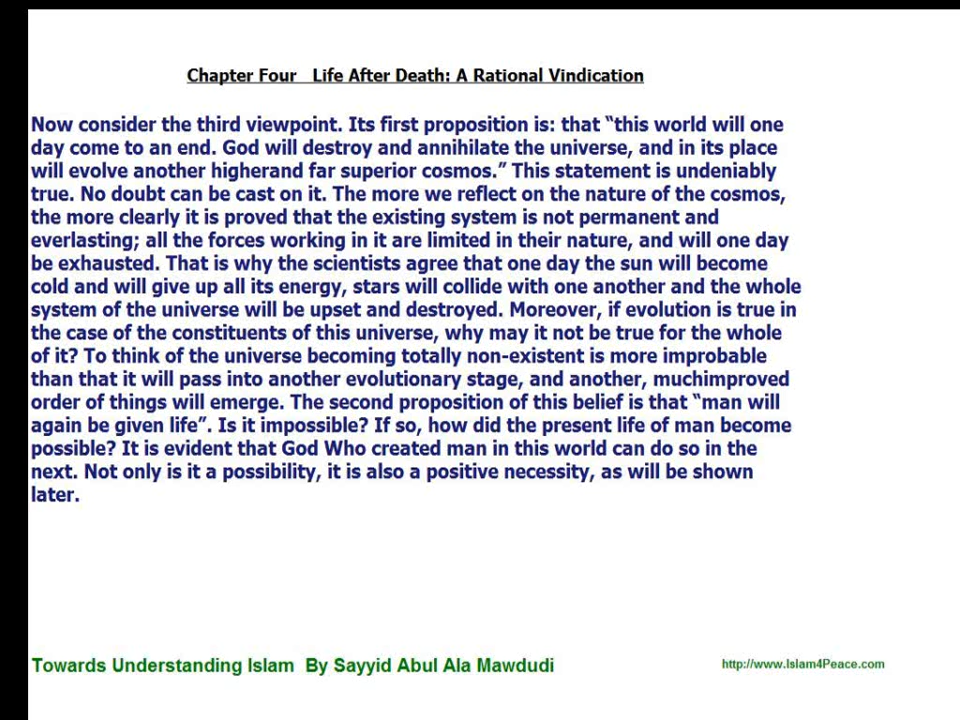 Chapter Four   Life After Death: A Rational Vindication
Now consider the third viewpoint. Its first proposition is: that “this world will one
day come to an end. God will destroy and annihilate the universe, and in its place
will evolve another higherand far superior cosmos.” This statement is undeniably
true. No doubt can be cast on it. The more we reflect on the nature of the cosmos,
the more clearly it is proved that the existing system is not permanent and
everlasting; all the forces working in it are limited in their nature, and will one day
be exhausted. That is why the scientists agree that one day the sun will become
cold and will give up all its energy, stars will collide with one another and the whole
system of the universe will be upset and destroyed. Moreover, if evolution is true in
the case of the constituents of this universe, why may it not be true for the whole
of it? To think of the universe becoming totally non-existent is more improbable
than that it will pass into another evolutionary stage, and another, muchimproved
order of things will emerge. The second proposition of this belief is that “man will
again be given life”. Is it impossible? If so, how did the present life of man become
possible? It is evident that God Who created man in this world can do so in the
next. Not only is it a possibility, it is also a positive necessity, as will be shown
later.
Towards Understanding Islam  By Sayyid Abul Ala Mawdudi
http://www.Islam4Peace.com